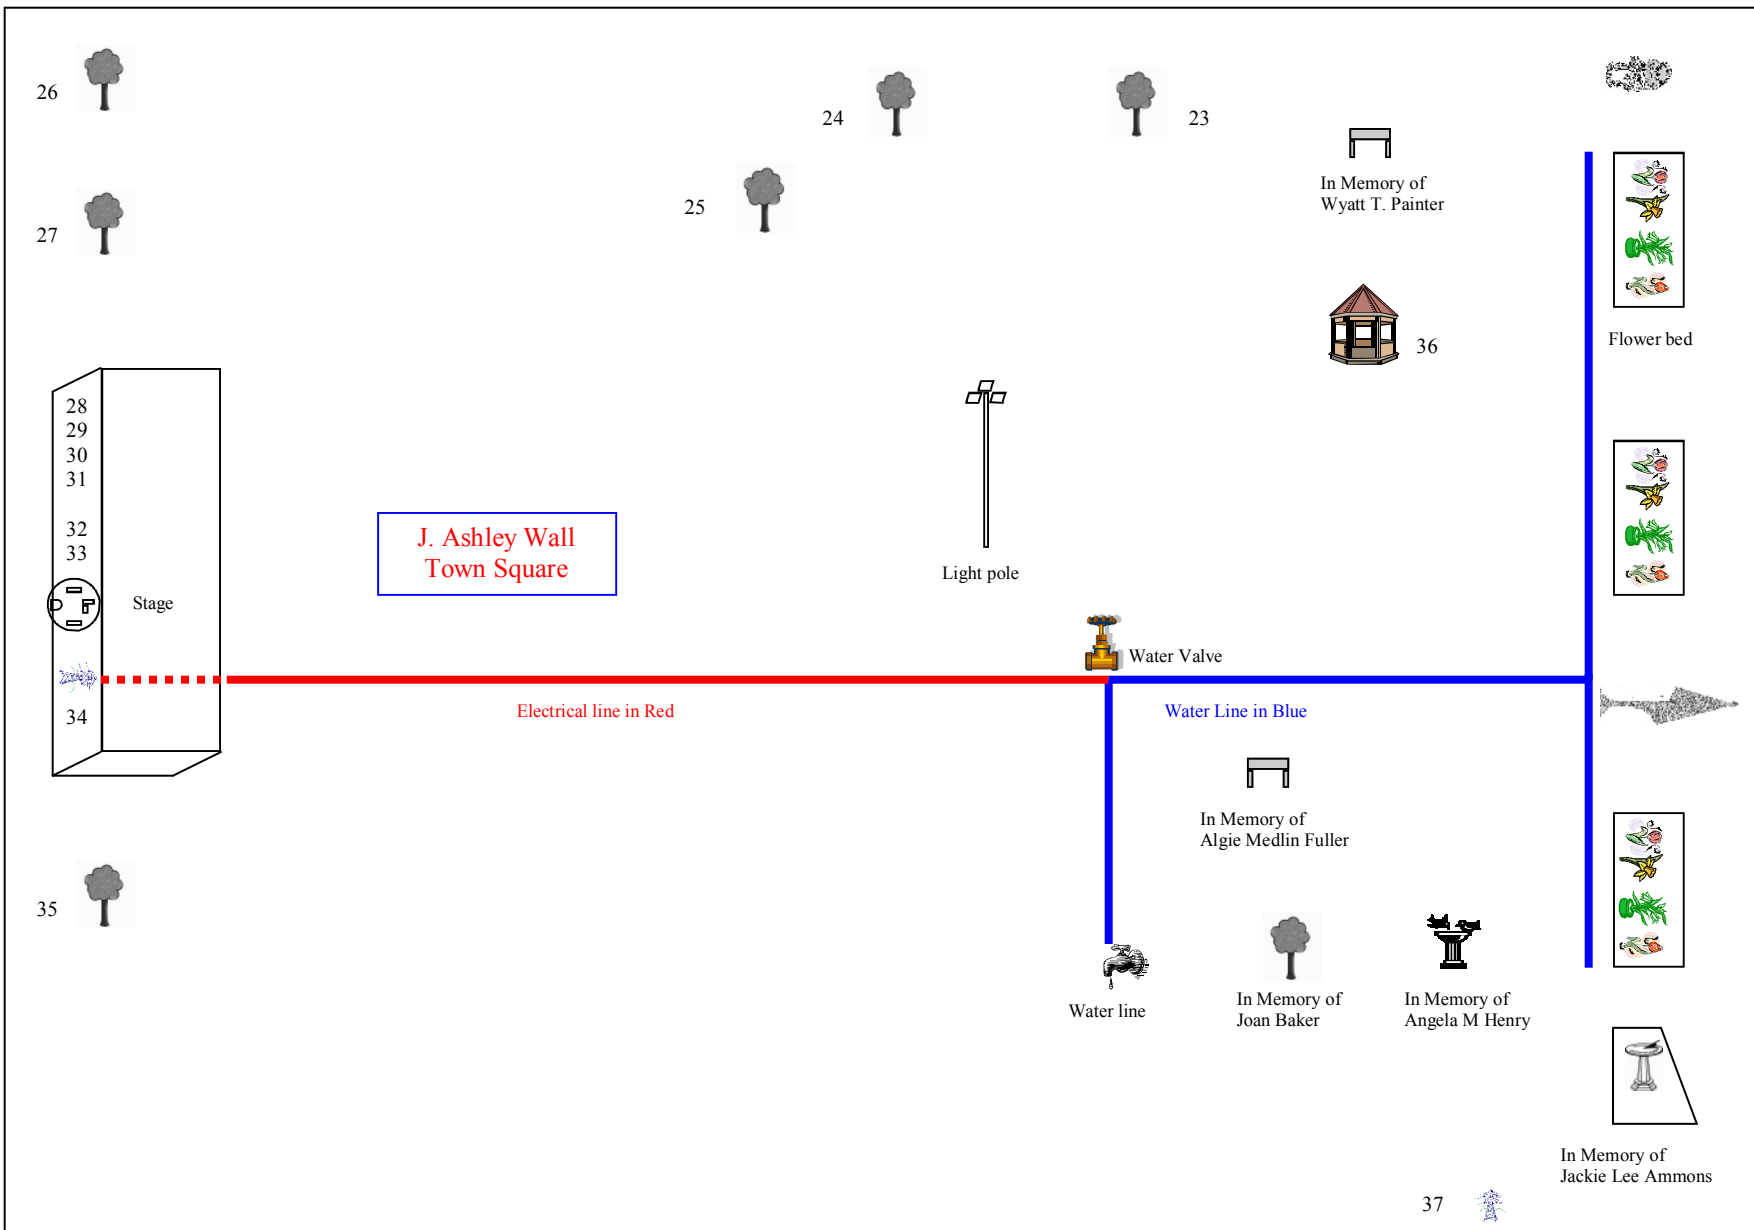 26
24
23
In Memory of
Wyatt T. Painter
25
27
36
Flower bed
28
29
30
31
32
33
J. Ashley Wall
Town Square
Light pole
Stage
Water Valve
34
Electrical line in Red
Water Line in Blue
In Memory of
Algie Medlin Fuller
35
Water line
In Memory of
Joan Baker
In Memory of
Angela M Henry
In Memory of
Jackie Lee Ammons
37